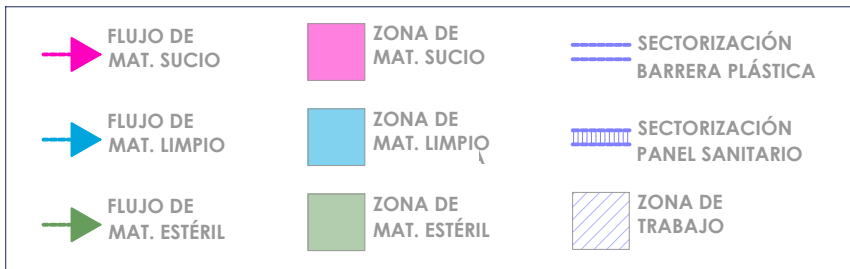 FLUJO DE
MAT. SUCIO
ZONA DE
MAT. SUCIO
SECTORIZACIÓN
BARRERA PLÁSTICA
FLUJO DE
MAT. LIMPIO
ZONA DE
MAT. LIMPIO
SECTORIZACIÓN
PANEL SANITARIO
FLUJO DE
MAT. ESTÉRIL
ZONA DE
MAT. ESTÉRIL
ZONA DE
TRABAJO